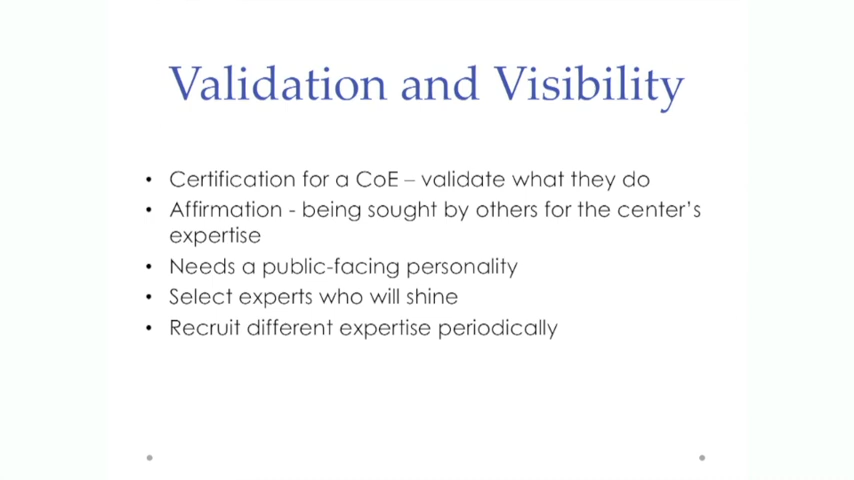 Validation and Visibility
• Certification for a CoE – validate what they do
• Affirmation - being sought by others for the center's
expertise
• Needs a public-facing personality
• Select experts who will shine
• Recruit different expertise periodically